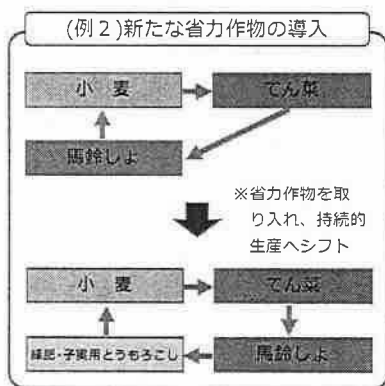 (例２)新たな省力作物の導入
小 麦
てん菜
馬鈴しょ
※省力作物を取
り入れ、持続的
生産へシフト
小 麦
てん菜
緑肥・子実用とうもろこし
馬鈴しょ